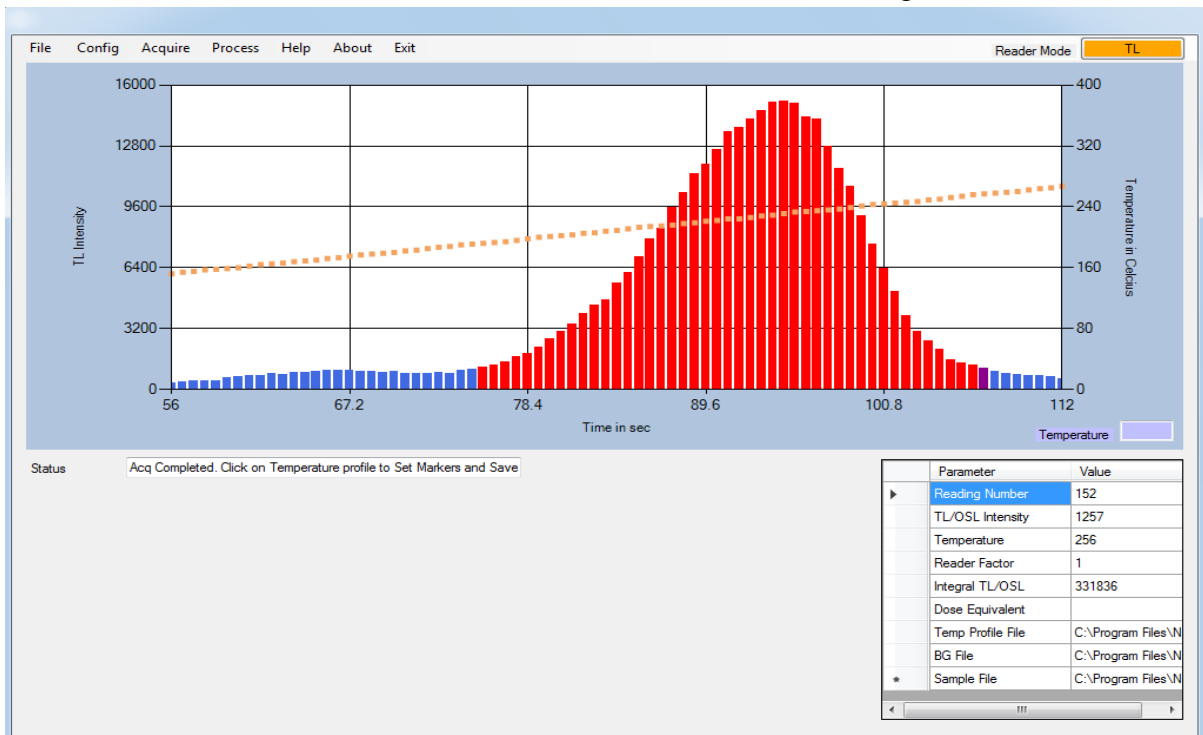 File Config Acquire Process Help About Exit Reader Mode TL
16000 400
12800 320
9600 240
6400 160
3200 80
0 0
TL Intensity
Temperature in Celcius
56 67.2 78.4 89.6 100.8 112
Time in sec
Temperature
Status Acq Completed. Click on Temperature profile to Set Markers and Save
Parameter Value
Reading Number 152
TL/OSL Intensity 1257
Temperature 256
Reader Factor 1
Integral TL/OSL 331836
Dose Equivalent
Temp Profile File C:\Program Files\N
BG File C:\Program Files\N
* Sample File C:\Program Files\N